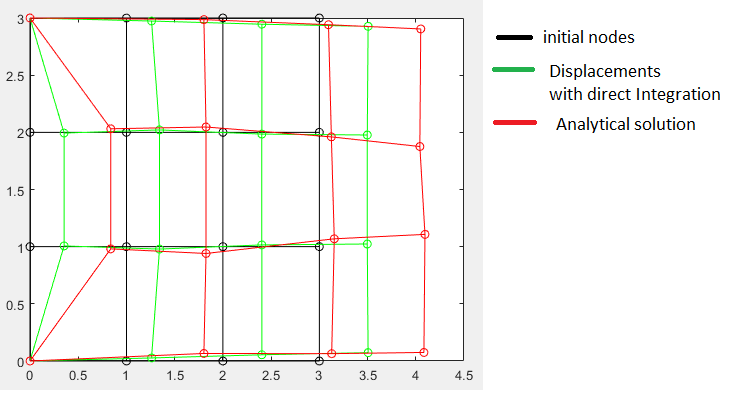 3
2.5
2
1.5
1
0.5
0
0 0.5 1 1.5 2 2.5 3 3.5 4 4.5
initial nodes
Displacements
with direct Integration
Analytical solution